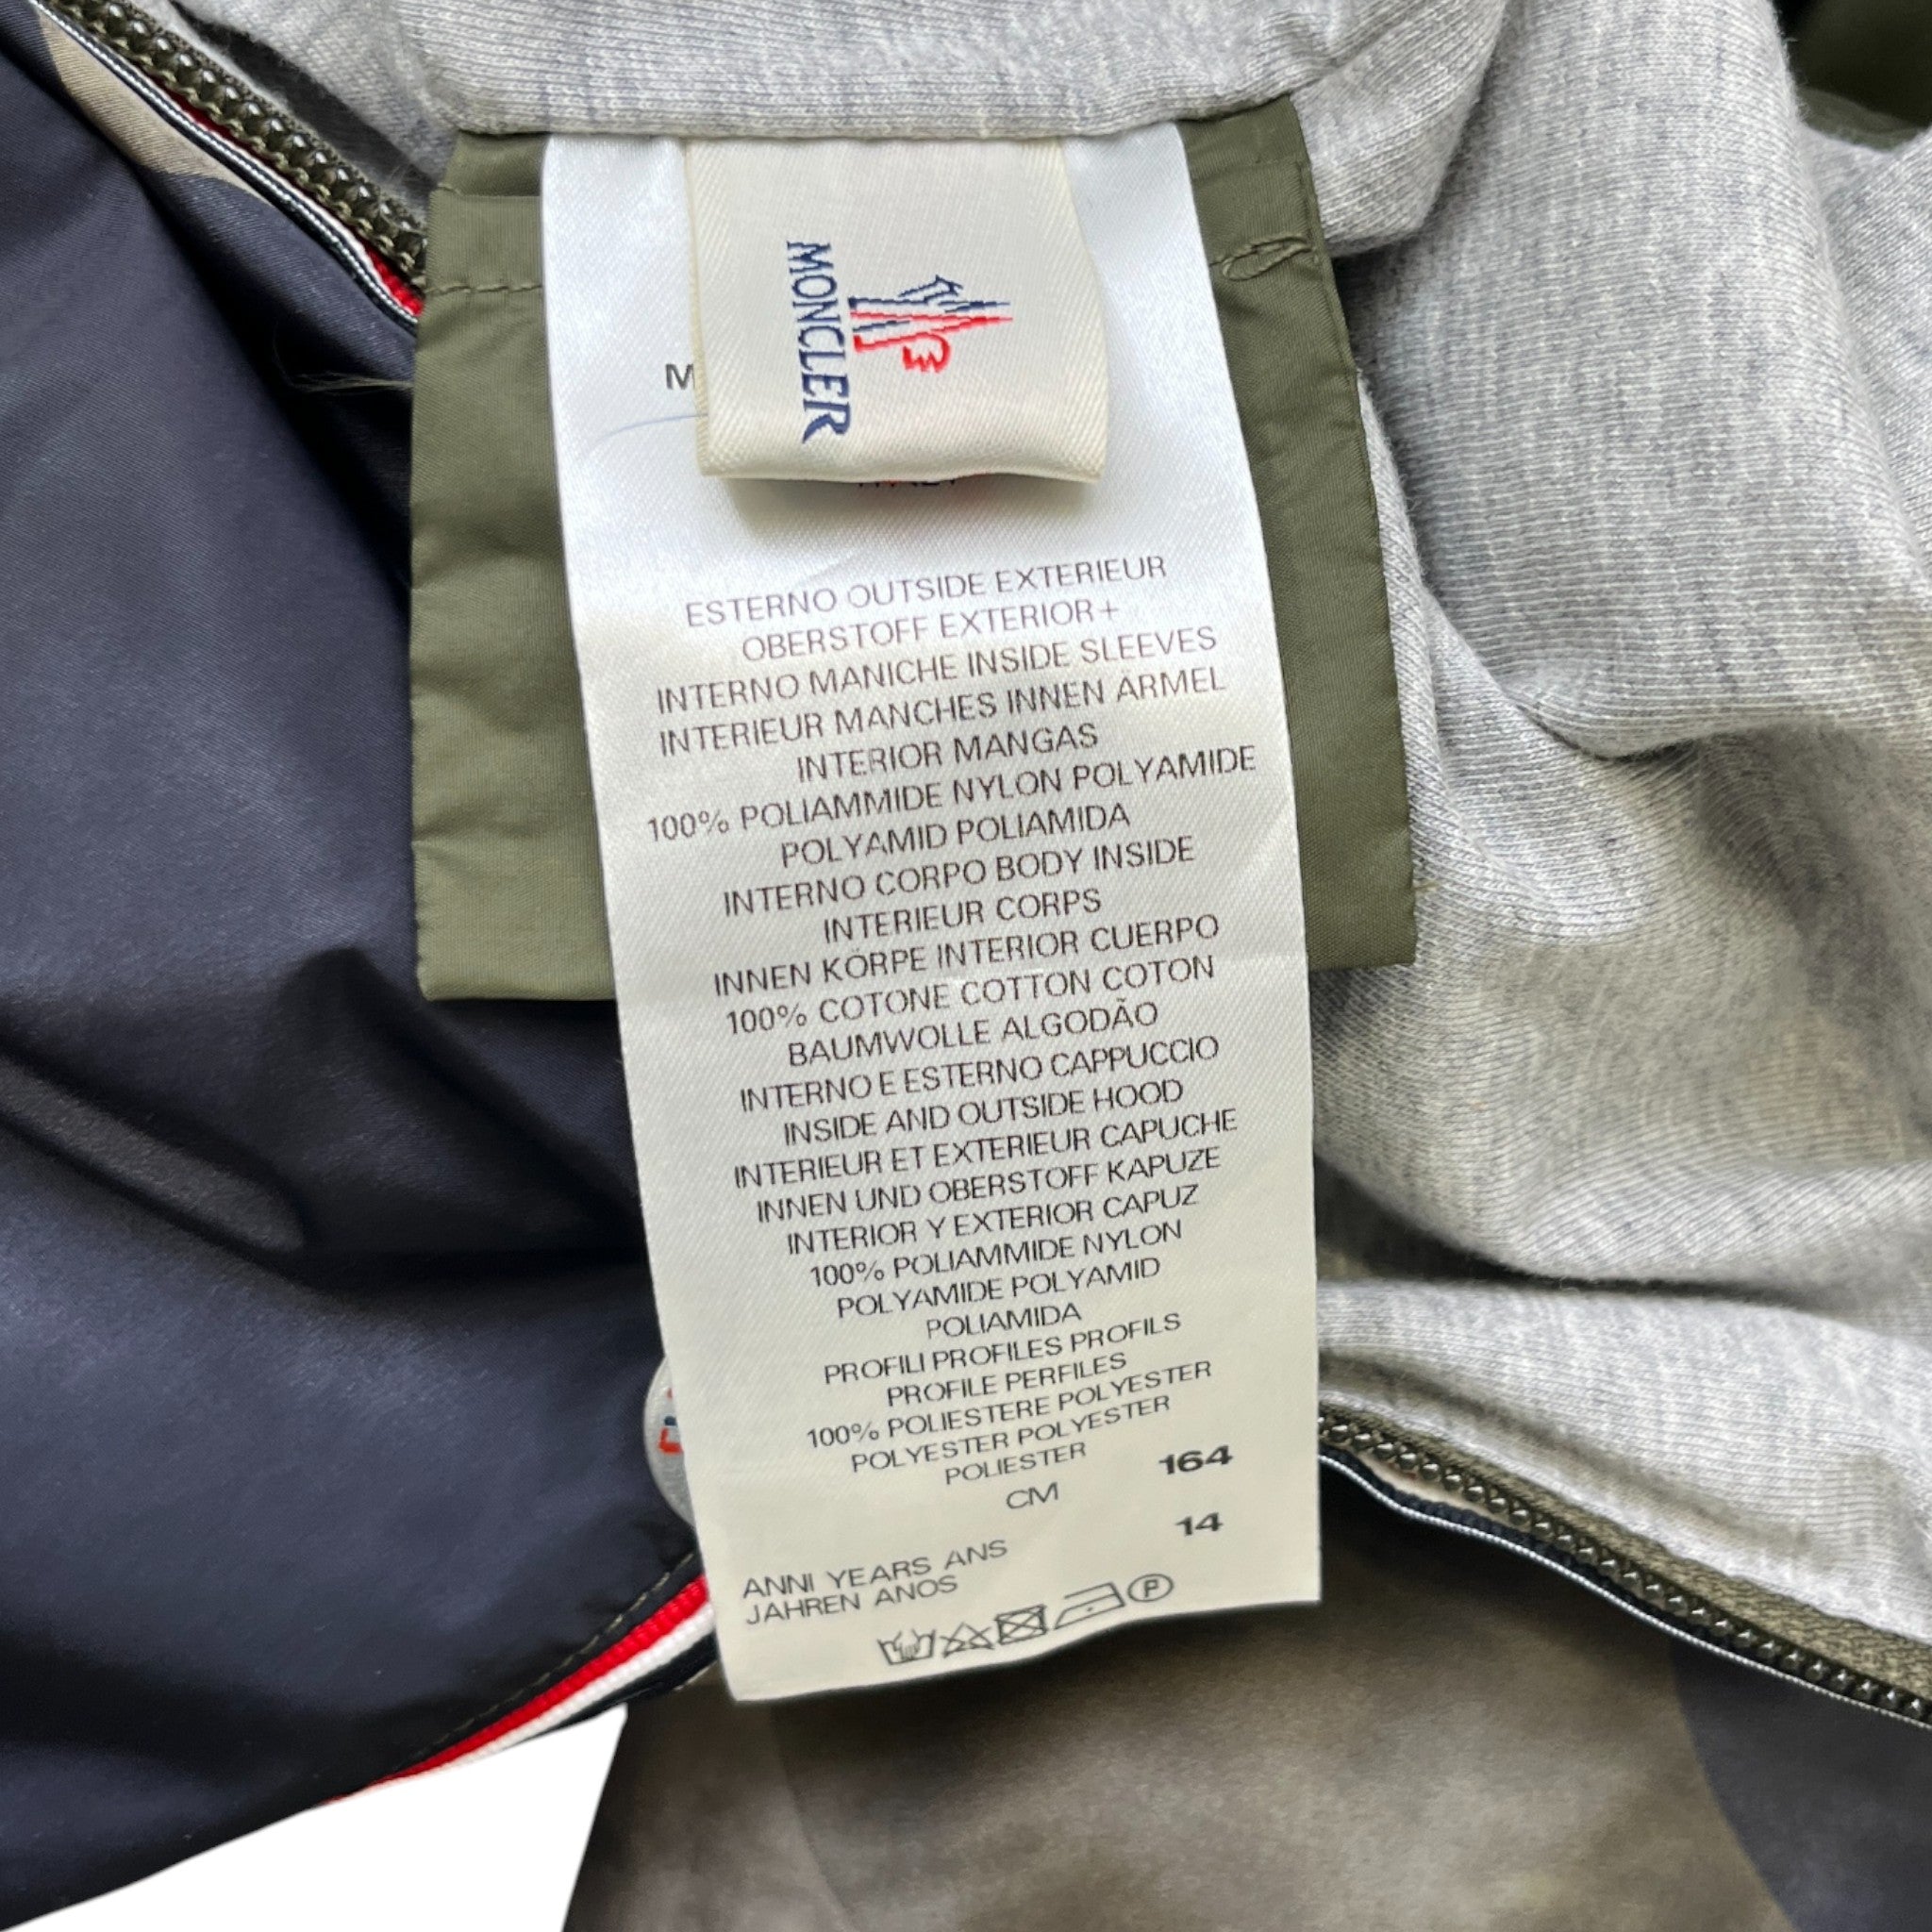 MONCLER
ESTERNO OUTSIDE EXTERIEUR
OBERSTOFF EXTERIOR+
INTERNO MANICHE INSIDE SLEEVES
INTERIEUR MANCHES INNEN ARMEL
INTERIOR MANGAS
100% POLIAMMIDE NYLON POLYAMIDE
POLYAMID POLIAMIDA
INTERNO CORPO BODY INSIDE
INTERIEUR CORPS
INNEN KÖRPE INTERIOR CUERPO
100% COTONE COTTON COTON
BAUMWOLLE ALGODÃO
INTERNO E ESTERNO CAPPUCCIO
INSIDE AND OUTSIDE HOOD
INTERIEUR ET EXTERIEUR CAPUCHE
INNEN UND OBERSTOFF KAPUZE
INTERIOR Y EXTERIOR CAPUZ
100% POLIAMMIDE NYLON
POLYAMIDE POLYAMID
POLIAMIDA
PROFILI PROFILES PROFILS
PROFILE PERFILES
100% POLIESTERE POLYESTER
POLYESTER POLYESTER
POLIESTER
CM 164
14
ANNI YEARS ANS
JAHREN ANOS
P